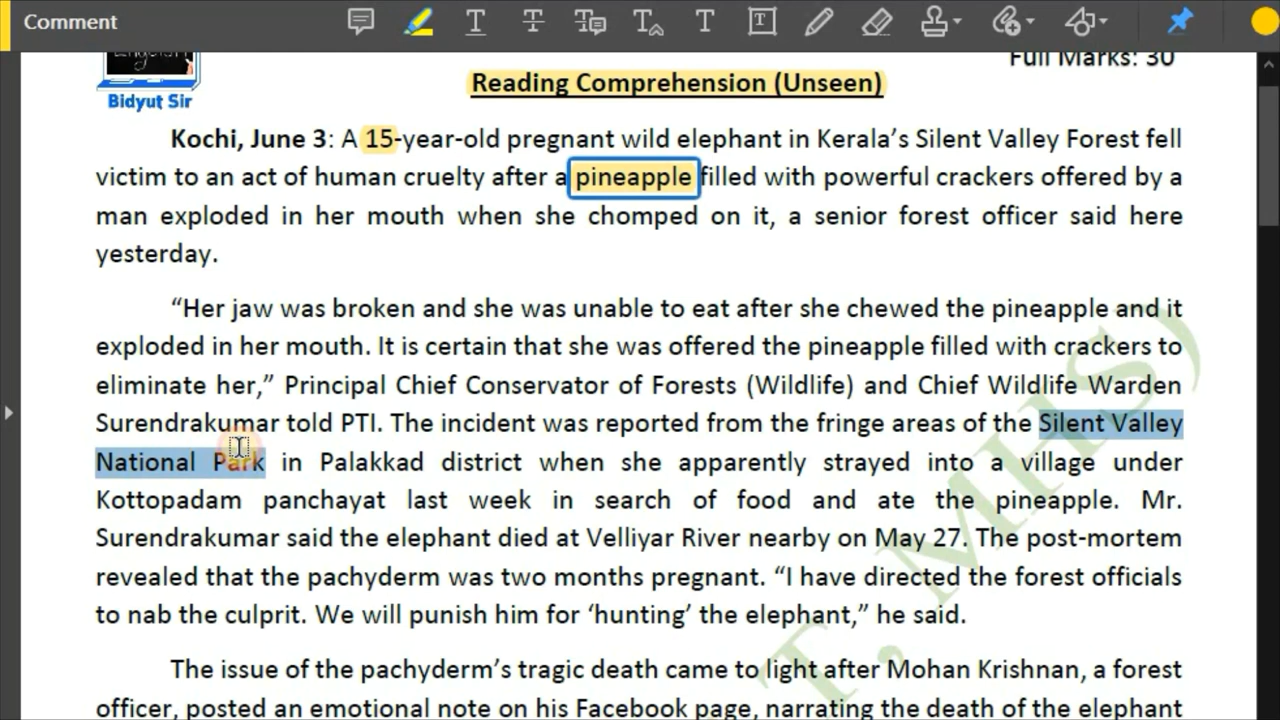 Comment
English
Full Marks: 30
Bidyut Sir
Reading Comprehension (Unseen)
Kochi, June 3: A 15-year-old pregnant wild elephant in Kerala’s Silent Valley Forest fell
victim to an act of human cruelty after a pineapple filled with powerful crackers offered by a
man exploded in her mouth when she chomped on it, a senior forest officer said here
yesterday.
“Her jaw was broken and she was unable to eat after she chewed the pineapple and it
exploded in her mouth. It is certain that she was offered the pineapple filled with crackers to
eliminate her,” Principal Chief Conservator of Forests (Wildlife) and Chief Wildlife Warden
Surendrakumar told PTI. The incident was reported from the fringe areas of the Silent Valley
National Park in Palakkad district when she apparently strayed into a village under
Kottopadam panchayat last week in search of food and ate the pineapple. Mr.
Surendrakumar said the elephant died at Velliyar River nearby on May 27. The post-mortem
revealed that the pachyderm was two months pregnant. “I have directed the forest officials
to nab the culprit. We will punish him for ‘hunting’ the elephant,” he said.
The issue of the pachyderm’s tragic death came to light after Mohan Krishnan, a forest
officer, posted an emotional note on his Facebook page, narrating the death of the elephant
T, MHS)